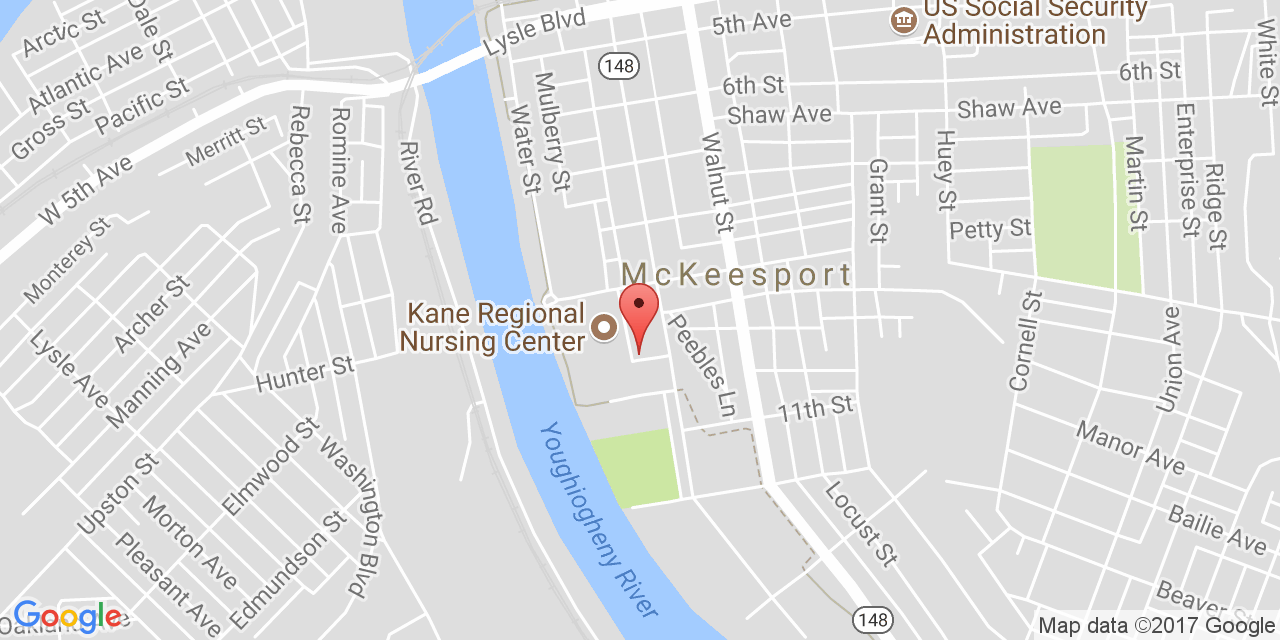 Arctic St
Dale St
Atlantic Ave
Gross St
Pacific St
W 5th Ave
Merritt St
Rebecca St
Romine Ave
River Rd
Lysle Blvd
148
5th Ave
US Social Security
Administration
6th St
6th St
Shaw Ave
Shaw Ave
White St
Mulberry St
Water St
Walnut St
Grant St
Huey St
Martin St
Enterprise St
Ridge St
Petty St
Monterey St
Archer St
Lysle Ave
Manning Ave
Hunter St
McKeesport
Kane Regional
Nursing Center
Peebles Ln
Cornell St
Union Ave
11th St
Manor Ave
Elmwood St
Washington Blvd
Upston St
Morton Ave
Pleasant Ave
Edmundson St
Youghiogheny River
Locust St
Bailie Ave
Beaver St
148
Google
Map data ©2017 Google